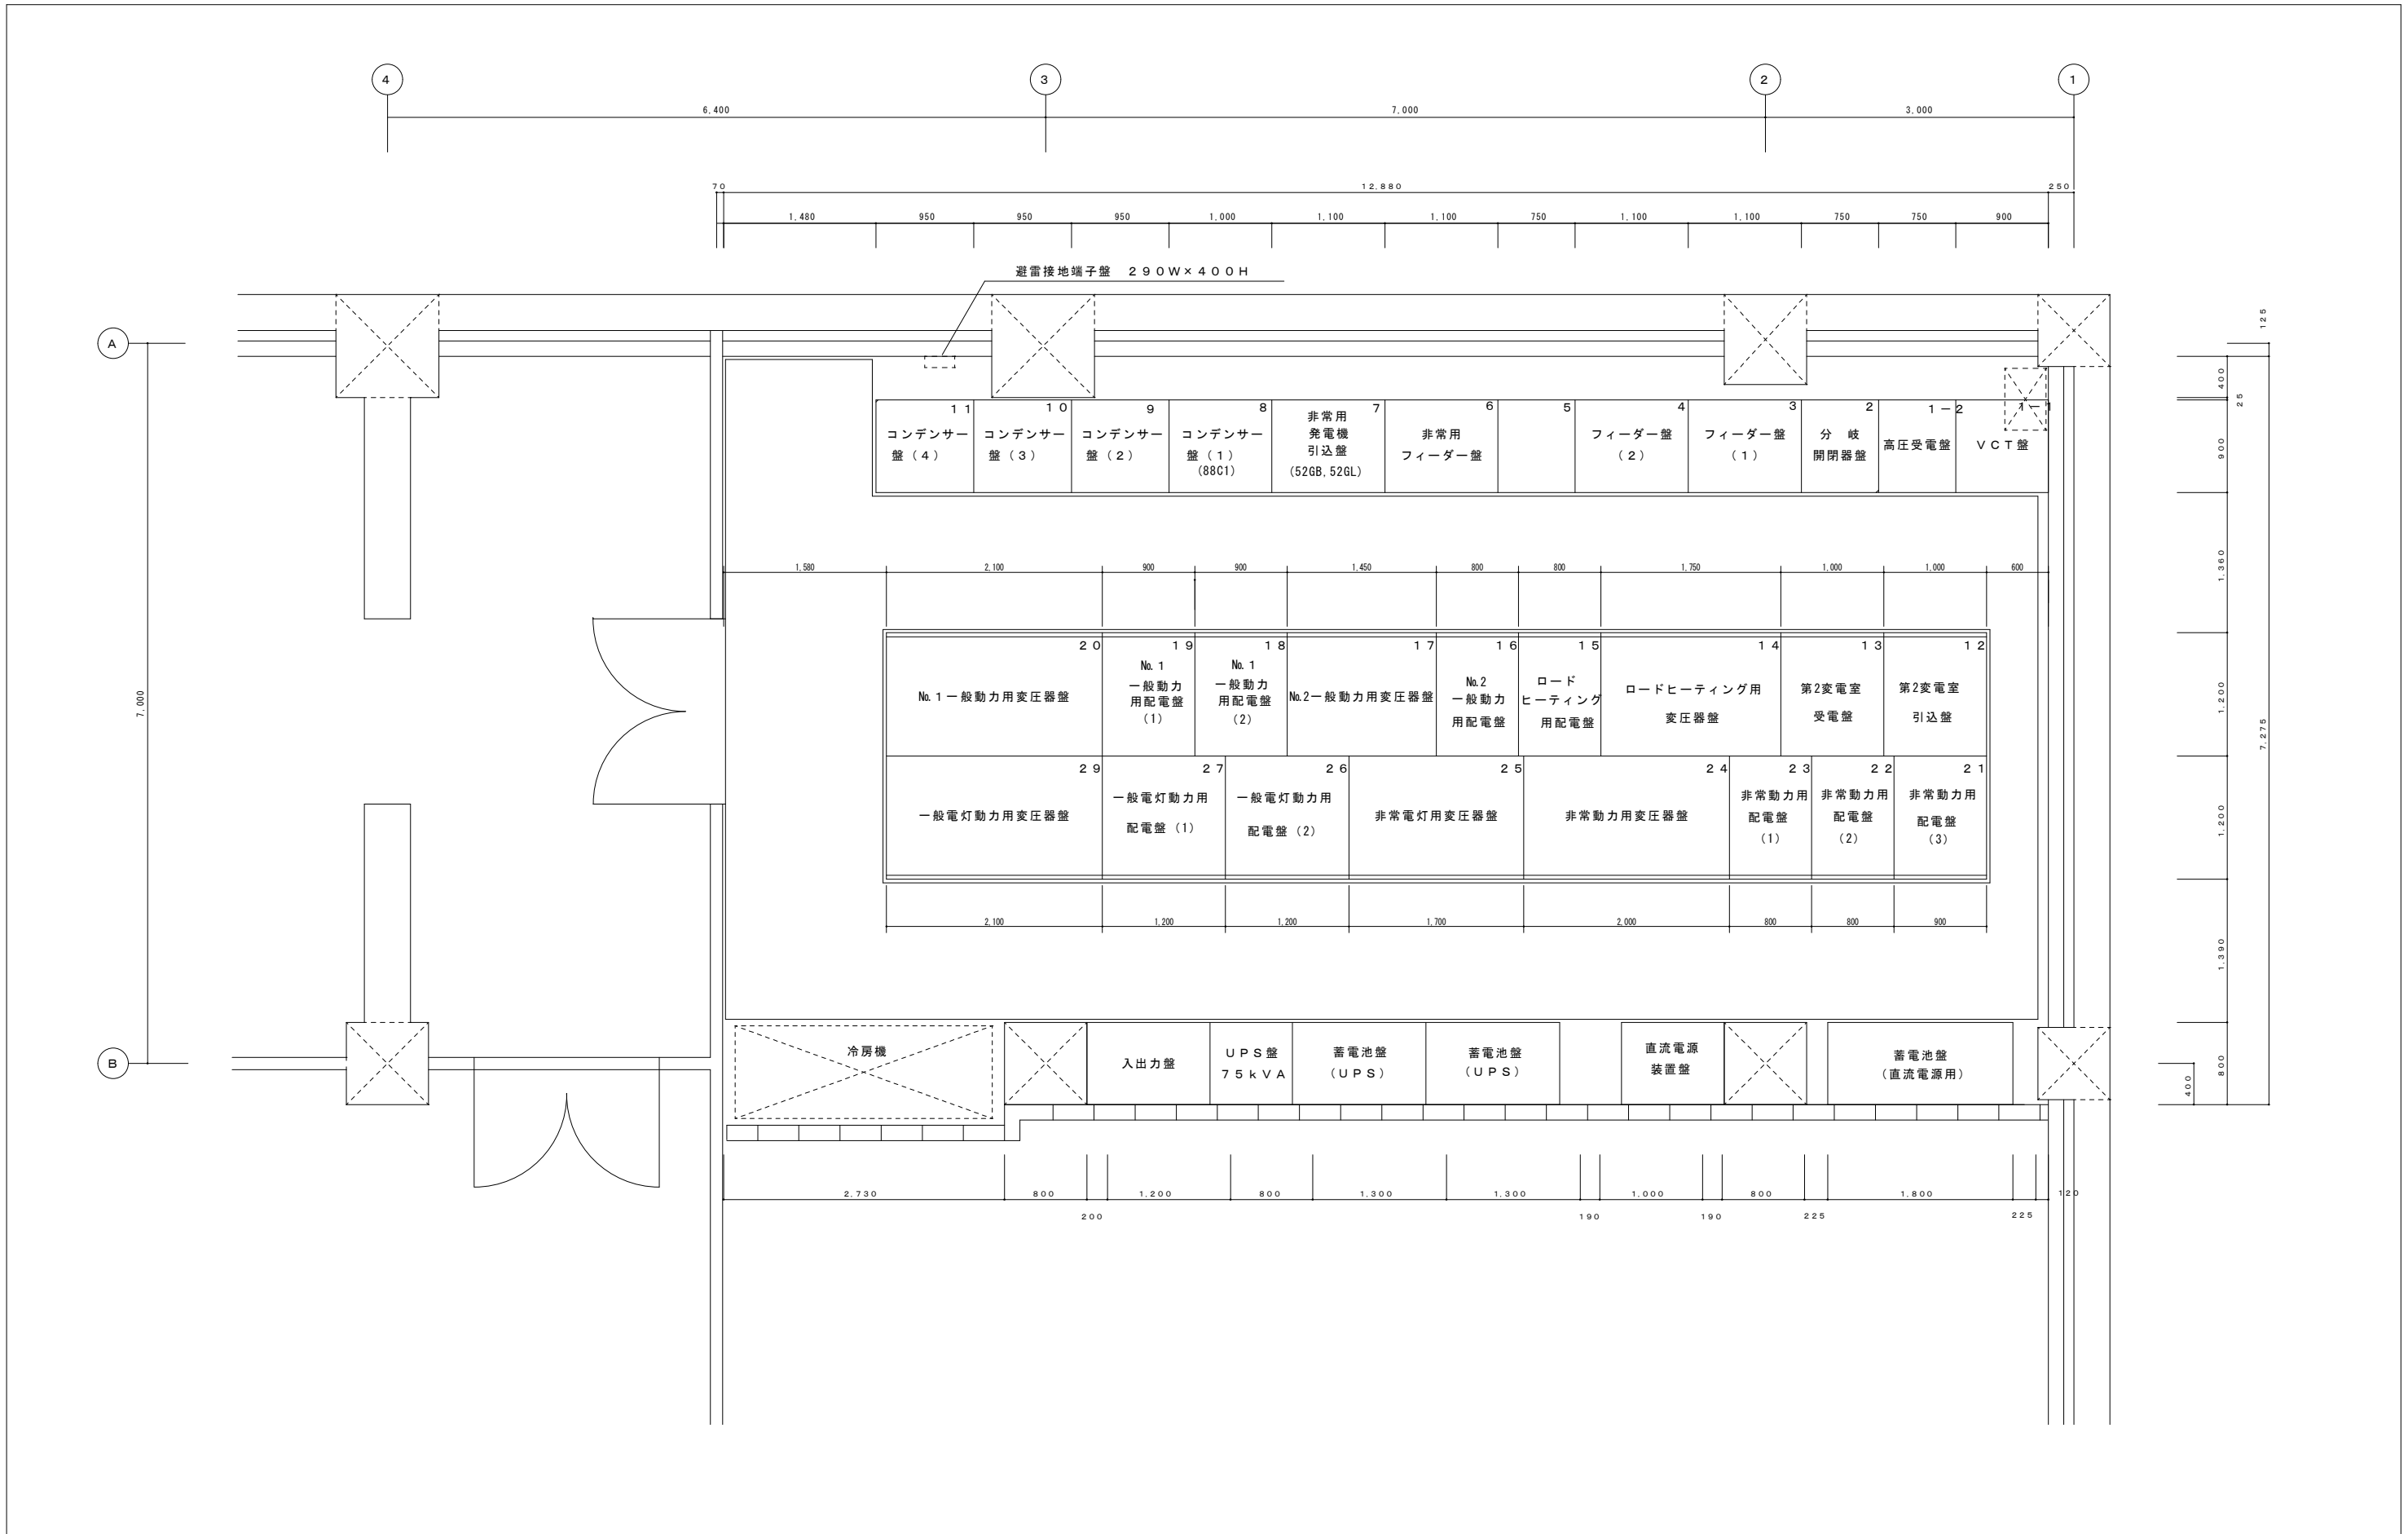 4
3
2
1
6,400
7,000
3,000
70
12,880
250
1,480
950
950
950
1,000
1,100
1,100
750
1,100
1,100
750
750
900
避雷接地端子盤 290W×400H
A
B
7,000
11
コンデンサー
盤(4)
10
コンデンサー
盤(3)
9
コンデンサー
盤(2)
8
コンデンサー
盤(1)
(88C1)
7
非常用
発電機
引込盤
(52GB,52GL)
6
非常用
フィーダー盤
5
4
フィーダー盤
(2)
3
フィーダー盤
(1)
2
分 岐
開閉器盤
1-2
高圧受電盤
1-1
VCT盤
125
400
25
900
1,360
1,200
1,200
7,275
1,390
800
400
1,580
2,100
900
900
1,450
800
800
1,750
1,000
1,000
600
20
№1一般動力用変圧器盤
19
№1
一般動力
用配電盤
(1)
18
№1
一般動力
用配電盤
(2)
17
№2一般動力用変圧器盤
16
№2
一般動力
用配電盤
15
ロード
ヒーティング
用配電盤
14
ロードヒーティング用
変圧器盤
13
第2変電室
受電盤
12
第2変電室
引込盤
29
一般電灯動力用変圧器盤
27
一般電灯動力用
配電盤(1)
26
一般電灯動力用
配電盤(2)
25
非常電灯用変圧器盤
24
非常動力用変圧器盤
23
非常動力用
配電盤
(1)
22
非常動力用
配電盤
(2)
21
非常動力用
配電盤
(3)
2,100
1,200
1,200
1,700
2,000
800
800
900
冷房機
入出力盤
UPS盤
75kVA
蓄電池盤
(UPS)
蓄電池盤
(UPS)
直流電源
装置盤
蓄電池盤
(直流電源用)
2,730
800
200
1,200
800
1,300
1,300
190
1,000
190
800
225
1,800
225
120